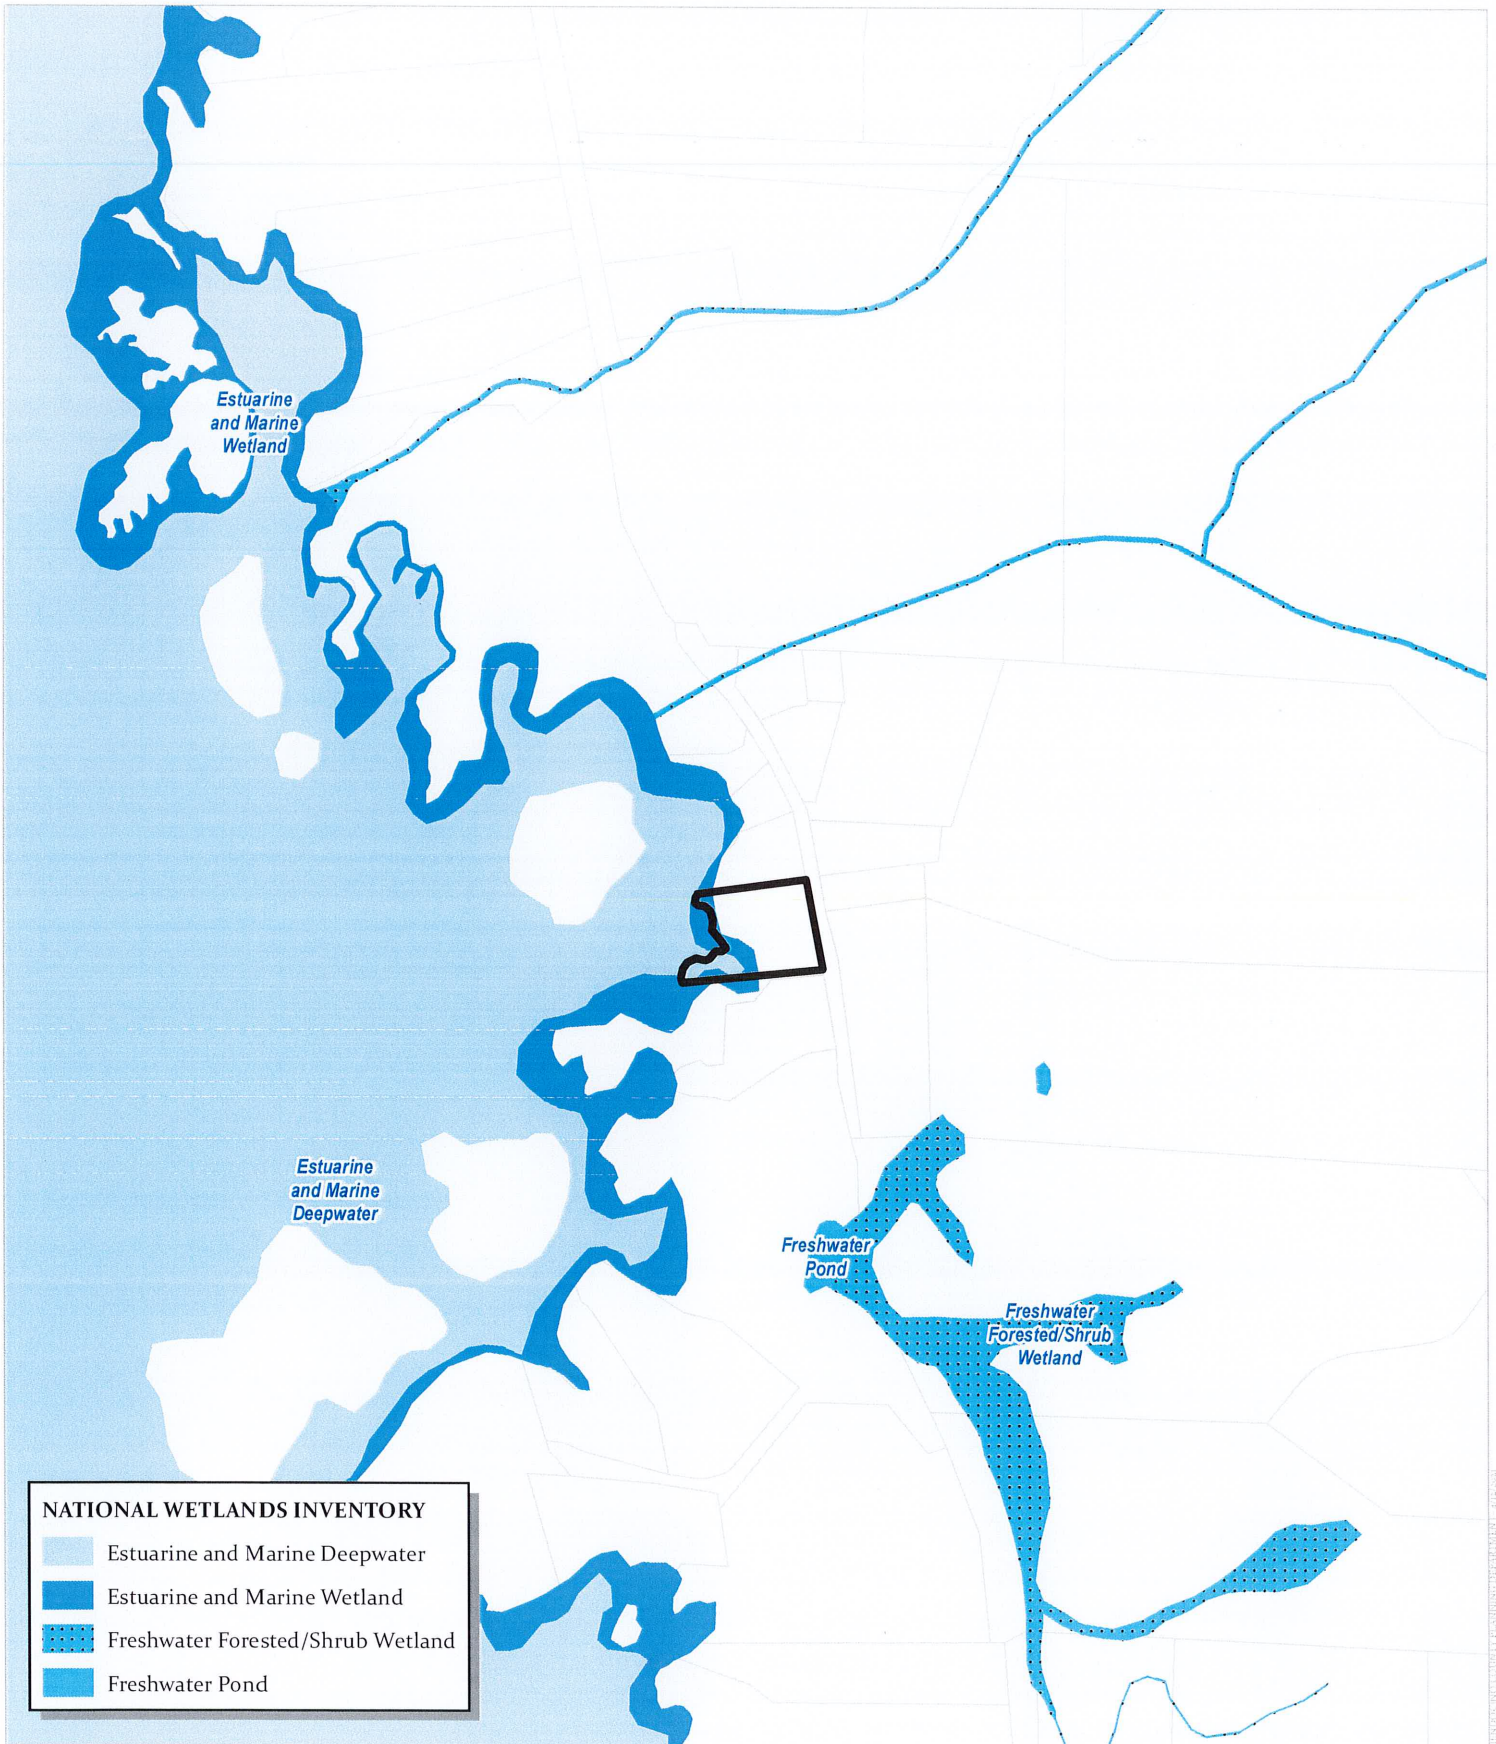 Estuarine
and Marine
Wetland
Estuarine
and Marine
Deepwater
Freshwater
Pond
Freshwater
Forested/Shrub
Wetland
NATIONAL WETLANDS INVENTORY
Estuarine and Marine Deepwater
Estuarine and Marine Wetland
Freshwater Forested/Shrub Wetland
Freshwater Pond